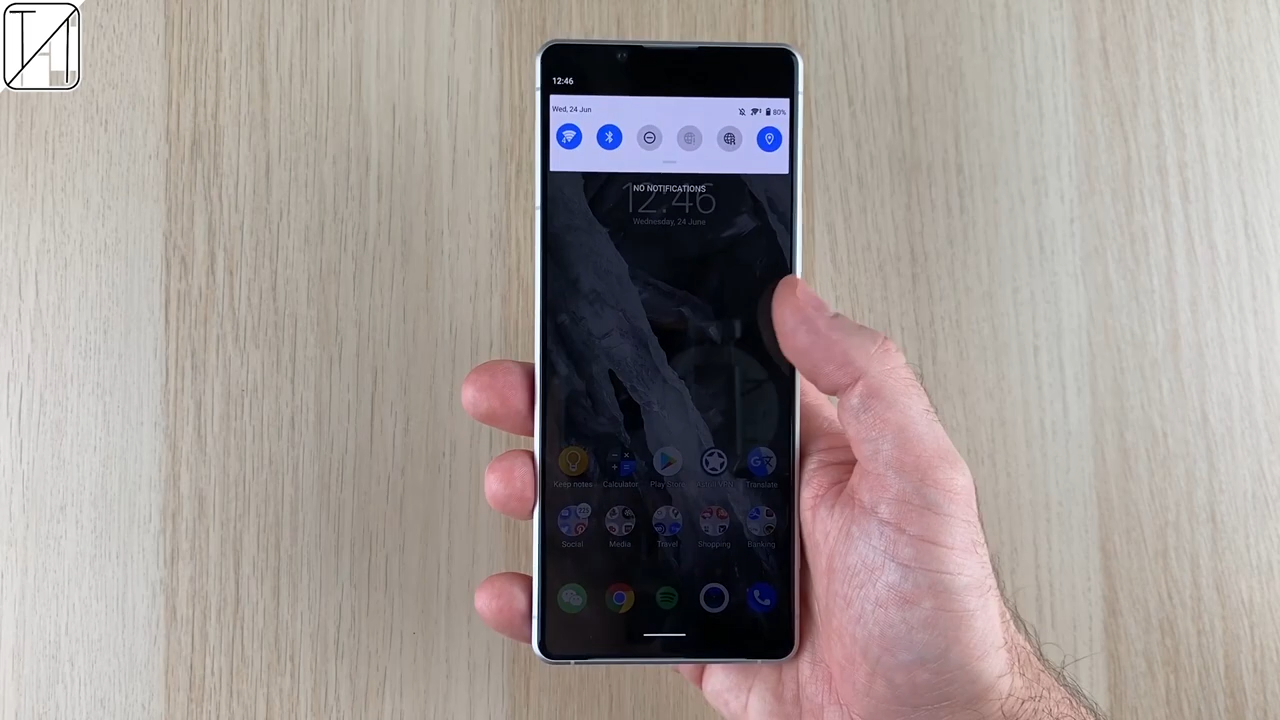 12:46
Wed, 24 Jun
80%
NO NOTIFICATIONS
12:46
Wednesday, 24 June
Keep notes
Calculator
Play Store
Translate
221
Social
Media
Travel
Shopping
Banking